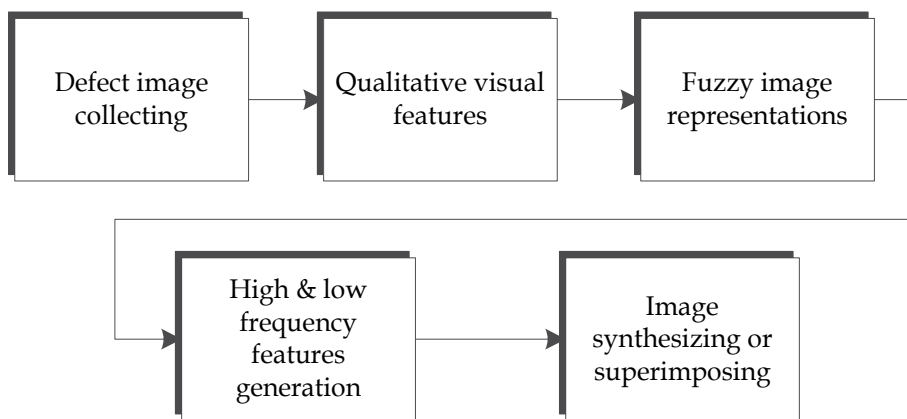 Defect image
collecting
Qualitative visual
features
Fuzzy image
representations
High & low
frequency
features
generation
Image
synthesizing or
superimposing